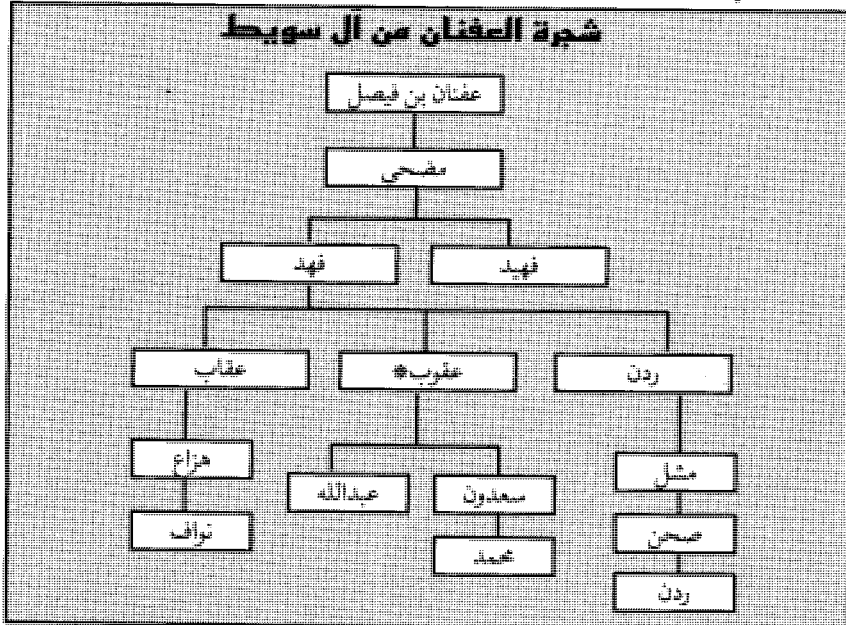 شجرة العفنان من آل سويط
عفنان بن فيصل
مضحي
فهيد
فهد
ردن
عقوب*
عقاب
مشل
سعدون
عبدالله
هزاع
صحن
محمد
نواف
ردن